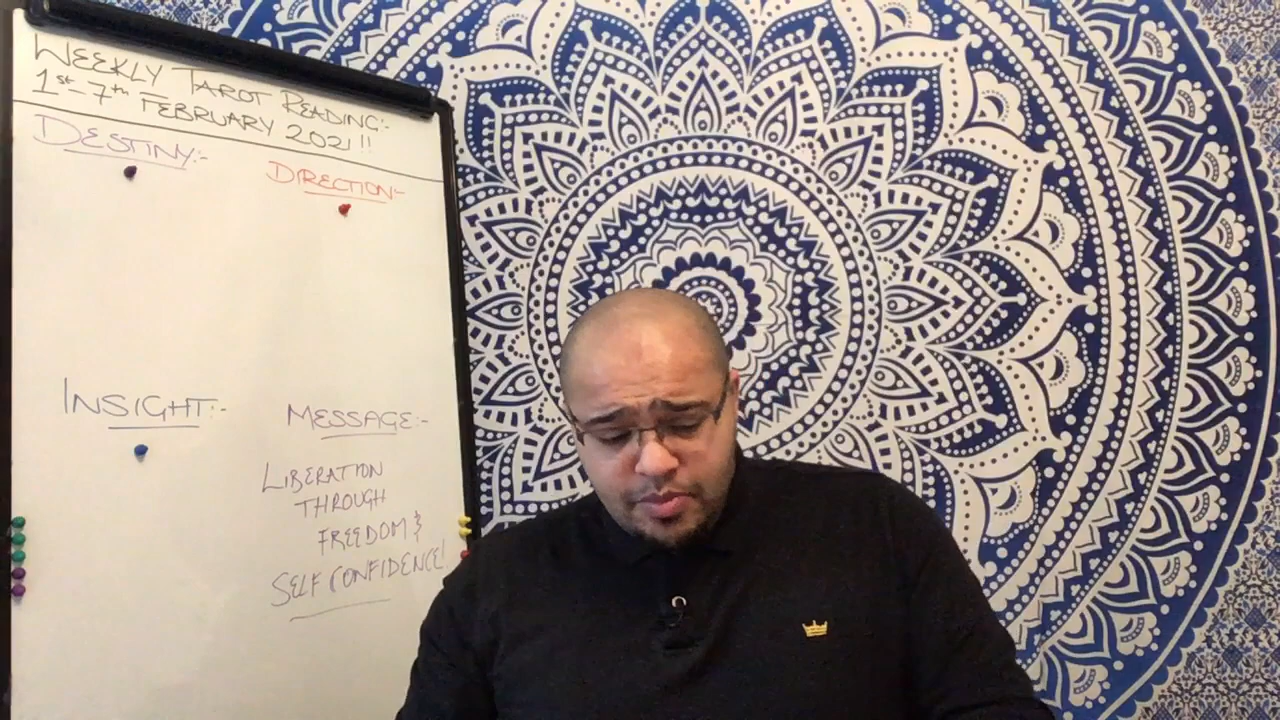 WEEKLY TAROT READING:-
1st-7th FEBRUARY 2021!!
DESTINY:-
DIRECTION-
INSIGHT:-
MESSAGE:-
LIBERATION
THROUGH
FREEDOM &
SELF CONFIDENCE!